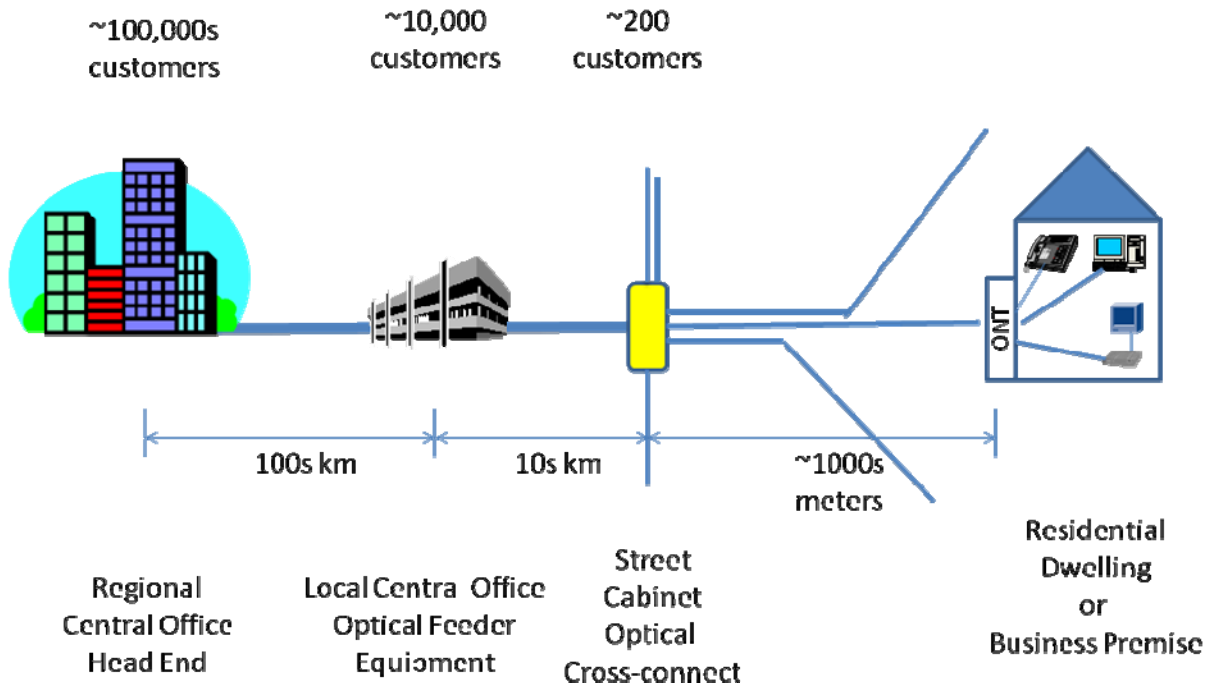 ~100,000s
customers
~10,000
customers
~200
customers
ONT
100s km
10s km
~1000s
meters
Regional
Central Office
Head End
Local Centra Office
Optical Feeder
Equipment
Street
Cabinet
Optical
Cross-connect
Residential
Dwelling
or
Business Premise